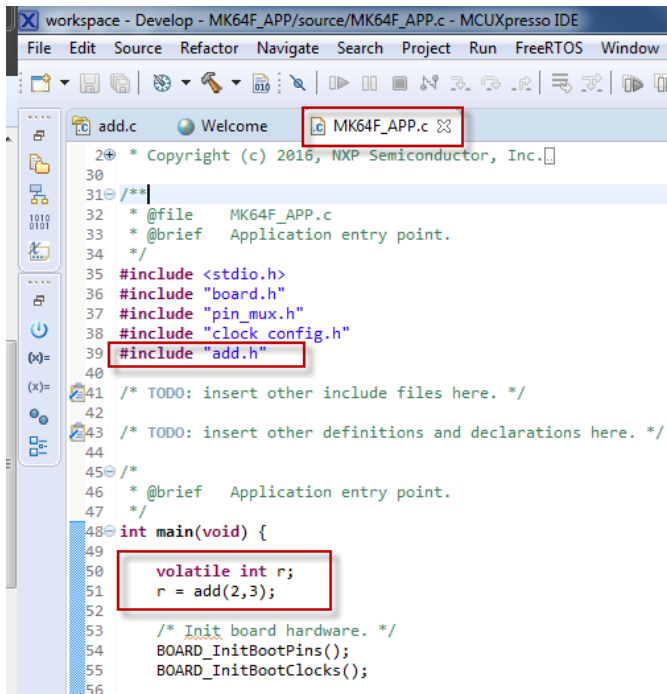 workspace - Develop - MK64F_APP/source/MK64F_APP.c - MCUXpresso IDE
File Edit Source Refactor Navigate Search Project Run FreeRTOS Window
add.c Welcome MK64F_APP.c
2 * Copyright (c) 2016, NXP Semiconductor, Inc.
30
31 /**
32 * @file MK64F_APP.c
33 * @brief Application entry point.
34 */
35 #include <stdio.h>
36 #include "board.h"
37 #include "pin_mux.h"
38 #include "clock_config.h"
39 #include "add.h"
40
41 /* TODO: insert other include files here. */
42
43 /* TODO: insert other definitions and declarations here. */
44
45 /*
46 * @brief Application entry point.
47 */
48 int main(void) {
49
50 volatile int r;
51 r = add(2,3);
52
53 /* Init board hardware. */
54 BOARD_InitBootPins();
55 BOARD_InitBootClocks();
56